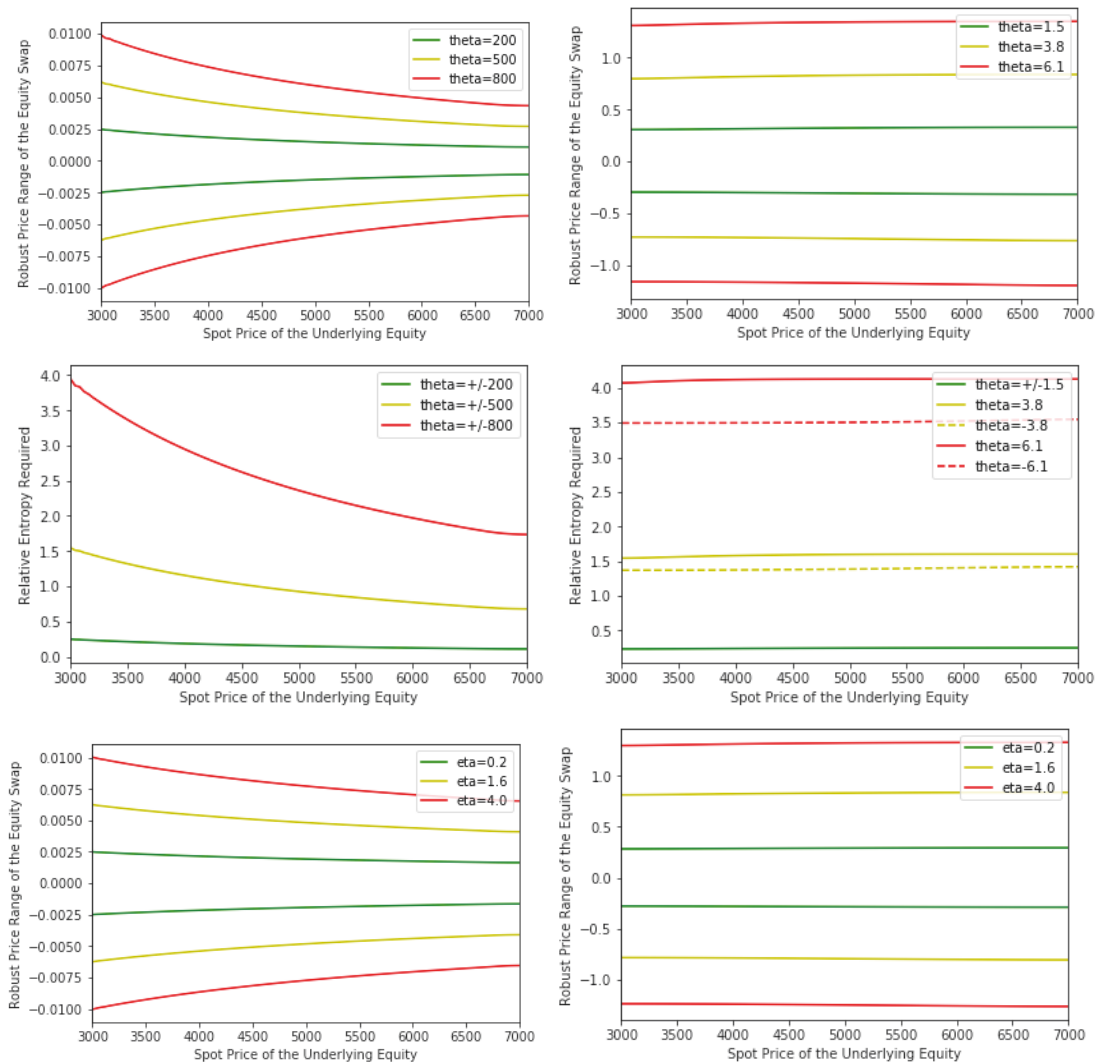 Robust Price Range of the Equity Swap
0.0100
0.0075
0.0050
0.0025
0.0000
−0.0025
−0.0050
−0.0075
−0.0100
theta=200
theta=500
theta=800
3000 3500 4000 4500 5000 5500 6000 6500 7000
Spot Price of the Underlying Equity
Robust Price Range of the Equity Swap
1.0
0.5
0.0
−0.5
−1.0
theta=1.5
theta=3.8
theta=6.1
3000 3500 4000 4500 5000 5500 6000 6500 7000
Spot Price of the Underlying Equity
Relative Entropy Required
4.0
3.5
3.0
2.5
2.0
1.5
1.0
0.5
0.0
theta=+/-200
theta=+/-500
theta=+/-800
3000 3500 4000 4500 5000 5500 6000 6500 7000
Spot Price of the Underlying Equity
Relative Entropy Required
4.0
3.5
3.0
2.5
2.0
1.5
1.0
0.5
theta=+/-1.5
theta=3.8
theta=-3.8
theta=6.1
theta=-6.1
3000 3500 4000 4500 5000 5500 6000 6500 7000
Spot Price of the Underlying Equity
Robust Price Range of the Equity Swap
0.0100
0.0075
0.0050
0.0025
0.0000
−0.0025
−0.0050
−0.0075
−0.0100
eta=0.2
eta=1.6
eta=4.0
3000 3500 4000 4500 5000 5500 6000 6500 7000
Spot Price of the Underlying Equity
Robust Price Range of the Equity Swap
1.0
0.5
0.0
−0.5
−1.0
eta=0.2
eta=1.6
eta=4.0
3000 3500 4000 4500 5000 5500 6000 6500 7000
Spot Price of the Underlying Equity